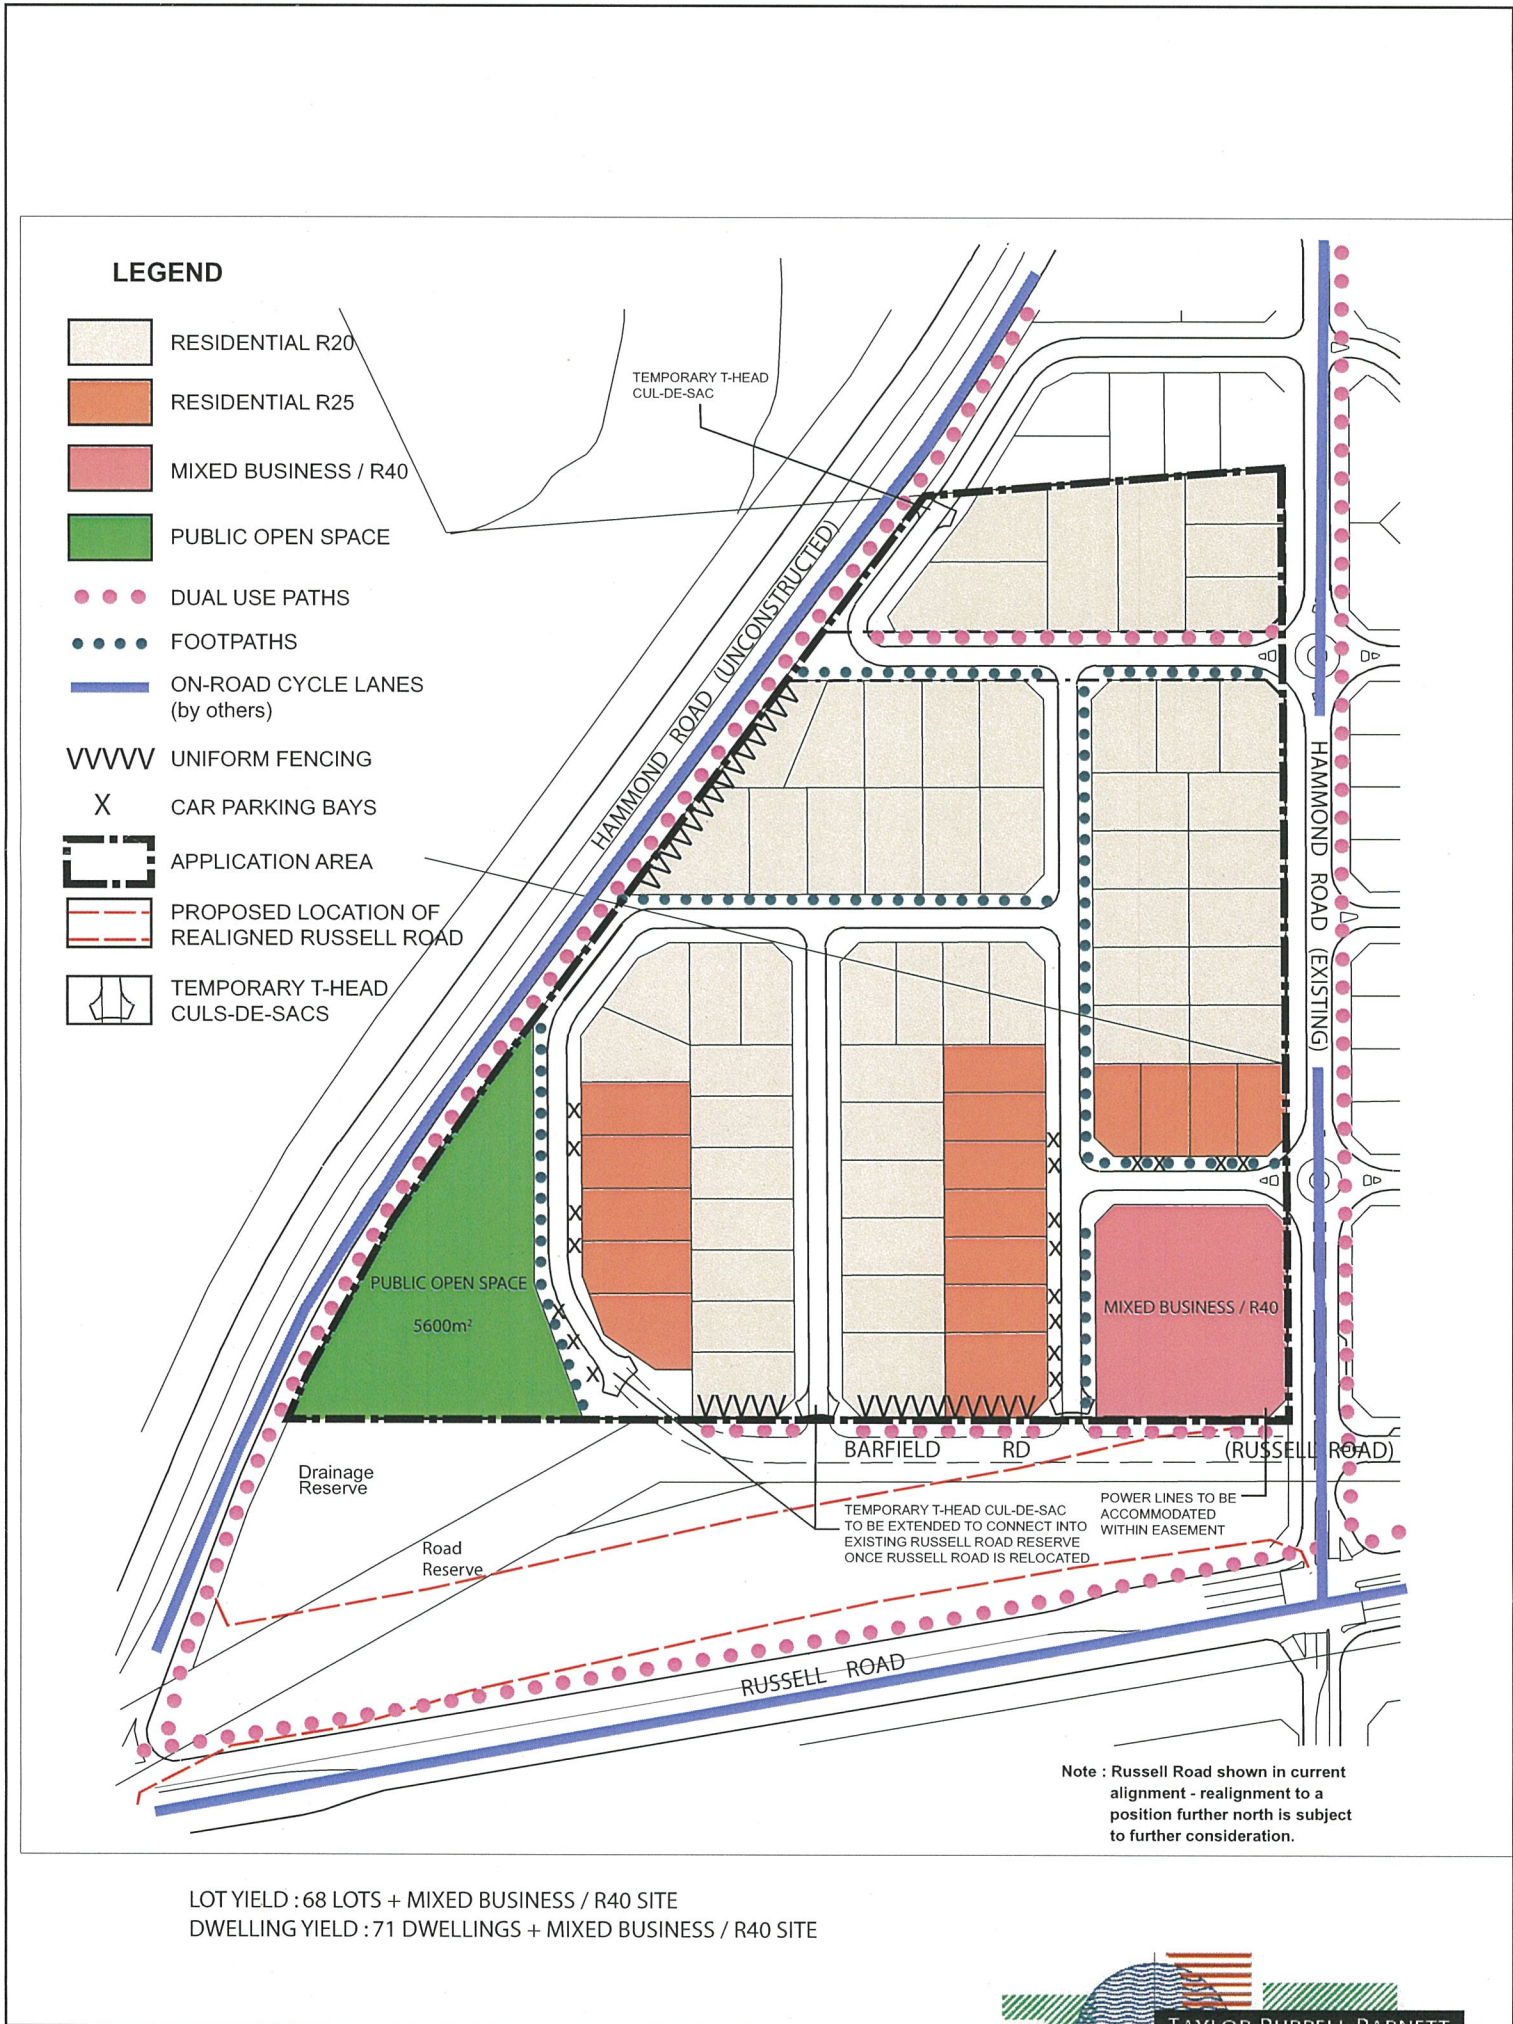 LEGEND
RESIDENTIAL R20
RESIDENTIAL R25
MIXED BUSINESS / R40
PUBLIC OPEN SPACE
DUAL USE PATHS
FOOTPATHS
ON-ROAD CYCLE LANES
(by others)
VVVVV UNIFORM FENCING
X CAR PARKING BAYS
APPLICATION AREA
PROPOSED LOCATION OF
REALIGNED RUSSELL ROAD
TEMPORARY T-HEAD
CULS-DE-SACS
TEMPORARY T-HEAD
CUL-DE-SAC
HAMMOND ROAD (UNCONSTRUCTED)
HAMMOND ROAD (EXISTING)
PUBLIC OPEN SPACE
5600m²
MIXED BUSINESS / R40
BARFIELD RD (RUSSELL ROAD)
Drainage
Reserve
Road
Reserve
TEMPORARY T-HEAD CUL-DE-SAC
TO BE EXTENDED TO CONNECT INTO
EXISTING RUSSELL ROAD RESERVE
ONCE RUSSELL ROAD IS RELOCATED
POWER LINES TO BE
ACCOMMODATED
WITHIN EASEMENT
RUSSELL ROAD
Note : Russell Road shown in current
alignment - realignment to a
position further north is subject
to further consideration.
LOT YIELD : 68 LOTS + MIXED BUSINESS / R40 SITE
DWELLING YIELD : 71 DWELLINGS + MIXED BUSINESS / R40 SITE
TAYLOR BURRELL BARNETT